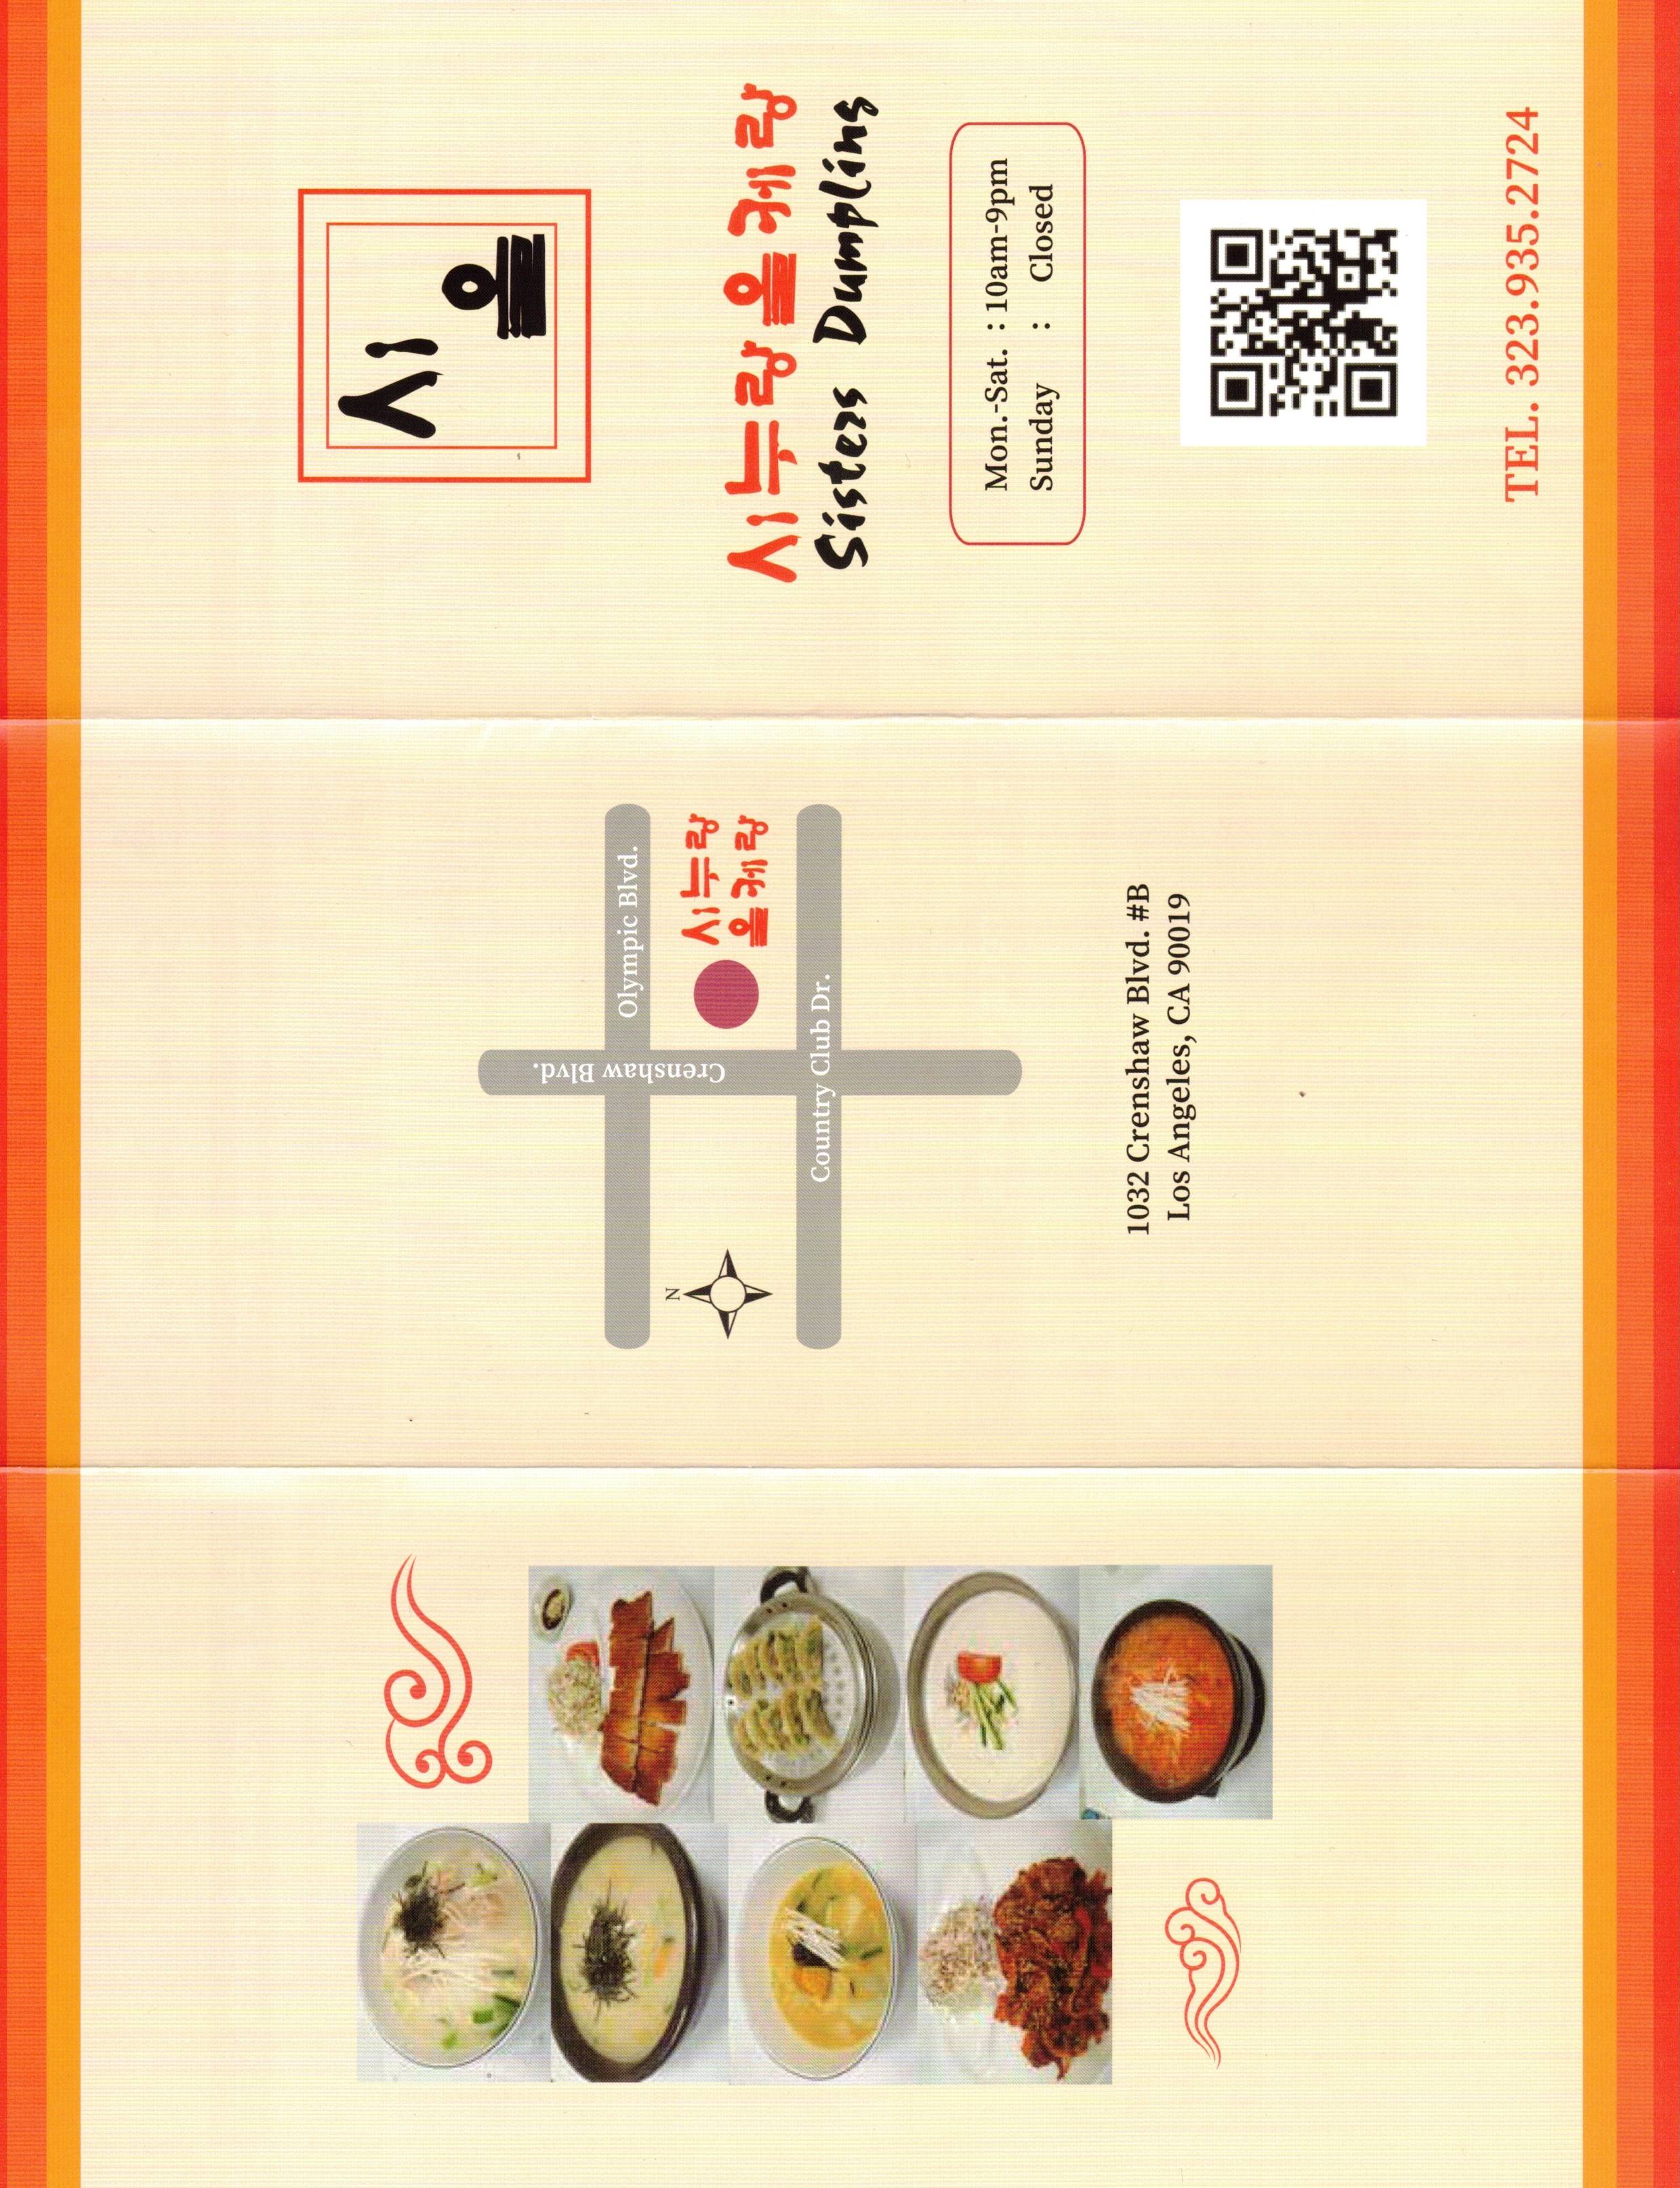 Crenshaw Blvd.
Olympic Blvd.
N
시누랑
올케랑
Country Club Dr.
1032 Crenshaw Blvd. #B
Los Angeles, CA 90019
시
올
시누랑올케랑
Sisters Dumpling
Mon.-Sat. : 10am-9pm
Sunday : Closed
TEL. 323.935.2724